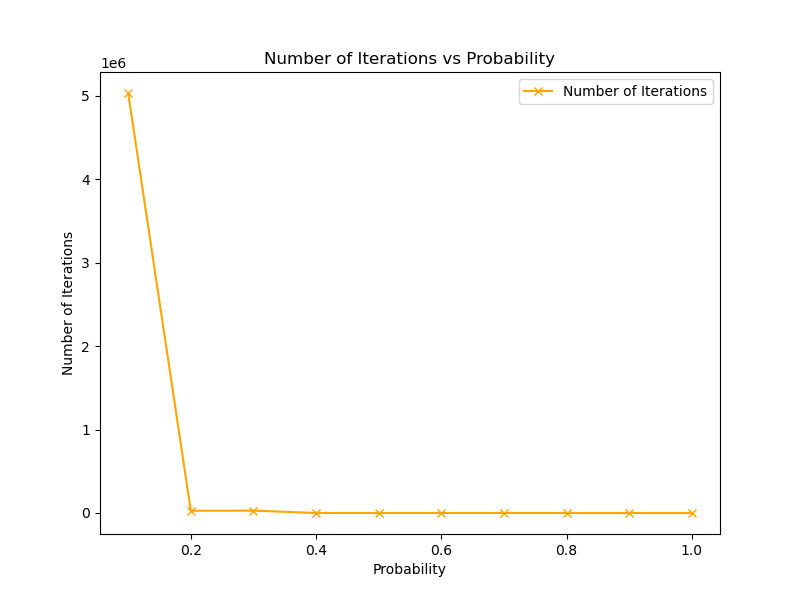 Number of Iterations vs Probability
1e6
Number of Iterations
5
4
3
2
1
0
Number of Iterations
0.2 0.4 0.6 0.8 1.0
Probability